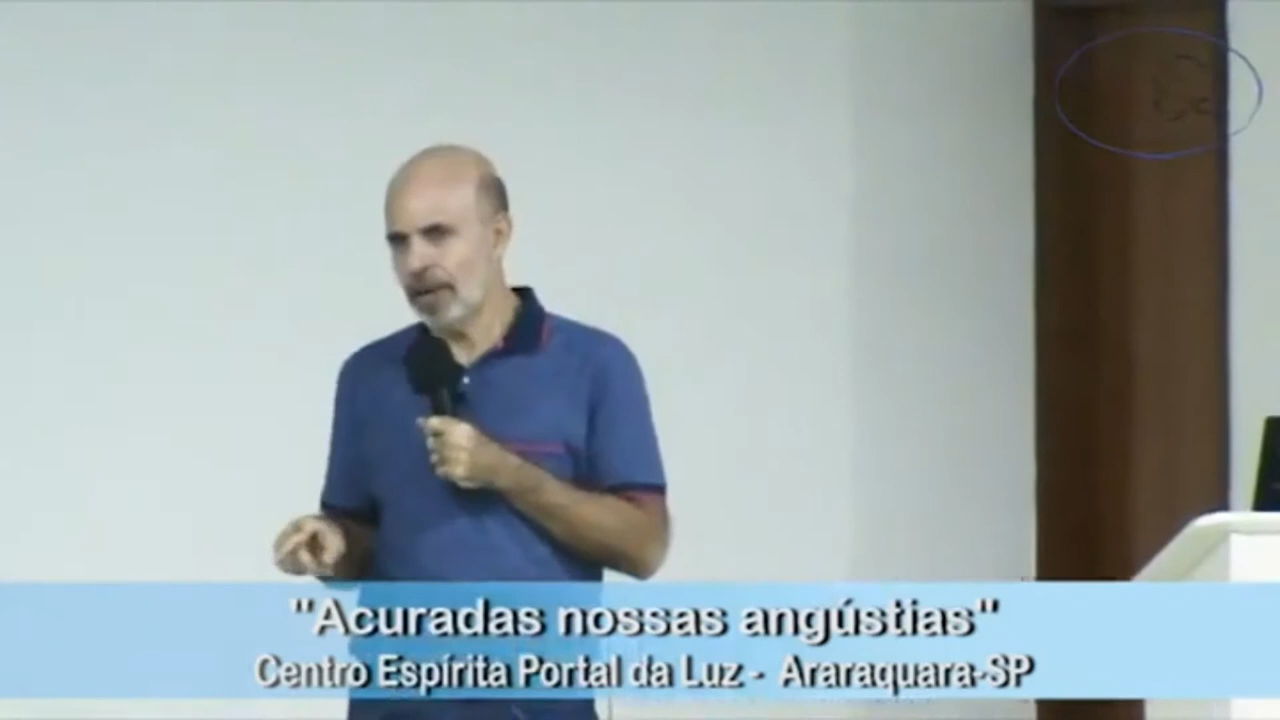 "Acuradas nossas angústias"
Centro Espírita Portal da Luz - Araraquara-SP